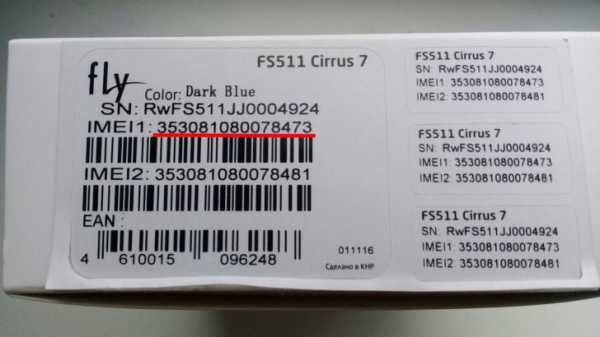 FS511 Cirrus 7
fly
Color: Dark Blue
SN: RwFS511JJ0004924
IMEI1: 353081080078473
IMEI2: 353081080078481
EAN :
4 610015 096248
011116
Сделано в КНР
FS511 Cirrus 7
SN: RwFS511JJ0004924
IMEI1: 353081080078473
IMEI2: 353081080078481
FS511 Cirrus 7
SN: RwFS511JJ0004924
IMEI1: 353081080078473
IMEI2: 353081080078481
FS511 Cirrus 7
SN: RwFS511JJ0004924
IMEI1: 353081080078473
IMEI2: 353081080078481